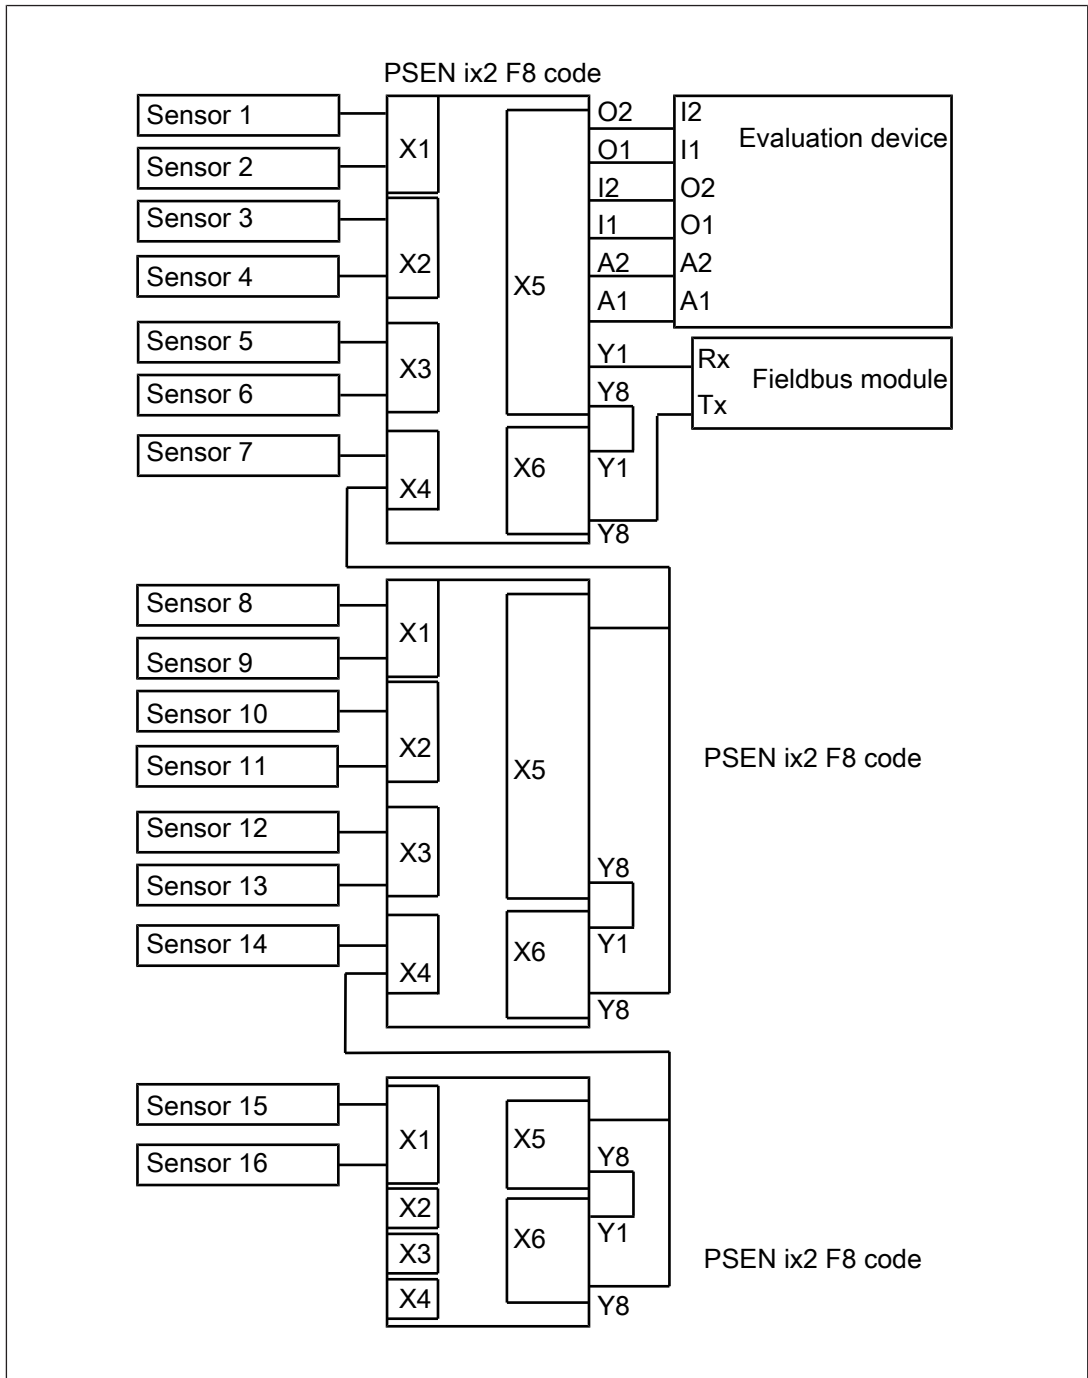 PSEN ix2 F8 code
Sensor 1
Sensor 2
Sensor 3
Sensor 4
Sensor 5
Sensor 6
Sensor 7
X1
X2
X3
X4
X5
X6
O2
O1
I2
I1
A2
A1
Y1
Y8
Y1
Y8
I2
I1
O2
O1
A2
A1
Evaluation device
Rx
Tx
Fieldbus module
Sensor 8
Sensor 9
Sensor 10
Sensor 11
Sensor 12
Sensor 13
Sensor 14
X1
X2
X3
X4
X5
X6
Y8
Y1
Y8
PSEN ix2 F8 code
Sensor 15
Sensor 16
X1
X2
X3
X4
X5
X6
Y8
Y1
Y8
PSEN ix2 F8 code